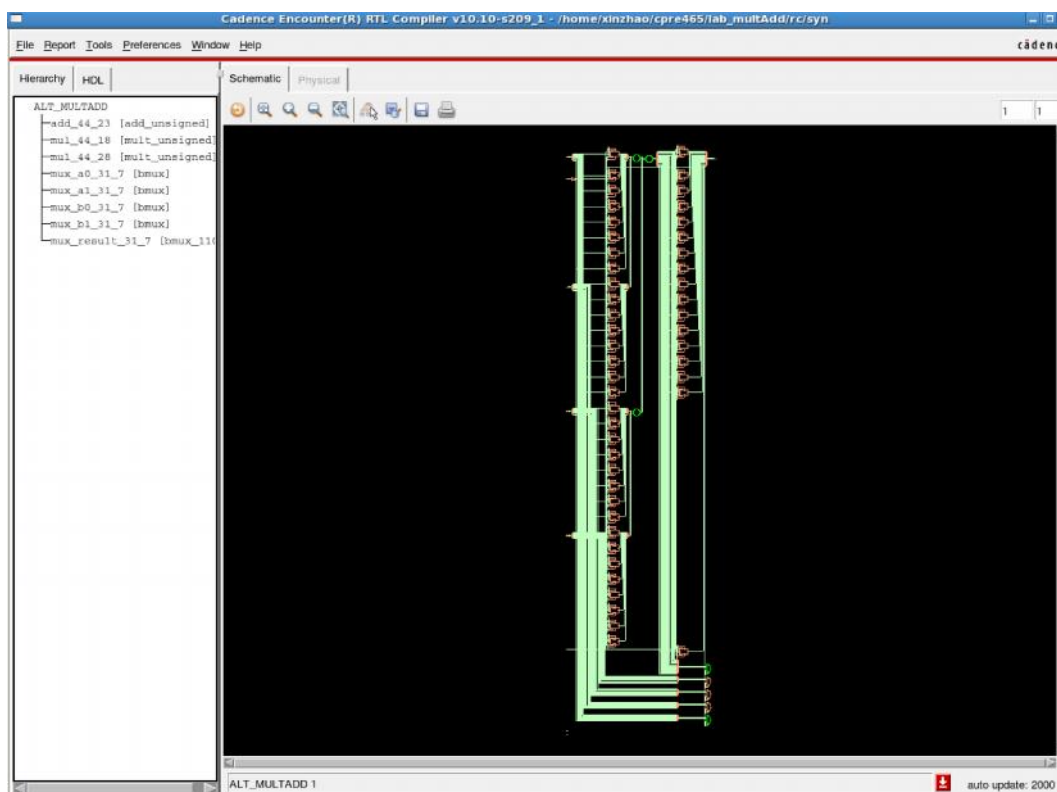 Cadence Encounter(R) RTL Compiler v10.10-s209_1 - /home/xinzhao/cpre465/lab_multAdd/rc/syn
File Report Tools Preferences Window Help
cādenc
Hierarchy HDL
Schematic Physical
1 1
ALT_MULTADD
add_44_23 [add_unsigned]
mul_44_18 [mult_unsigned]
mul_44_28 [mult_unsigned]
mux_a0_31_7 [bmux]
mux_a1_31_7 [bmux]
mux_b0_31_7 [bmux]
mux_b1_31_7 [bmux]
mux_result_31_7 [bmux_110
ALT_MULTADD 1
auto update: 2000